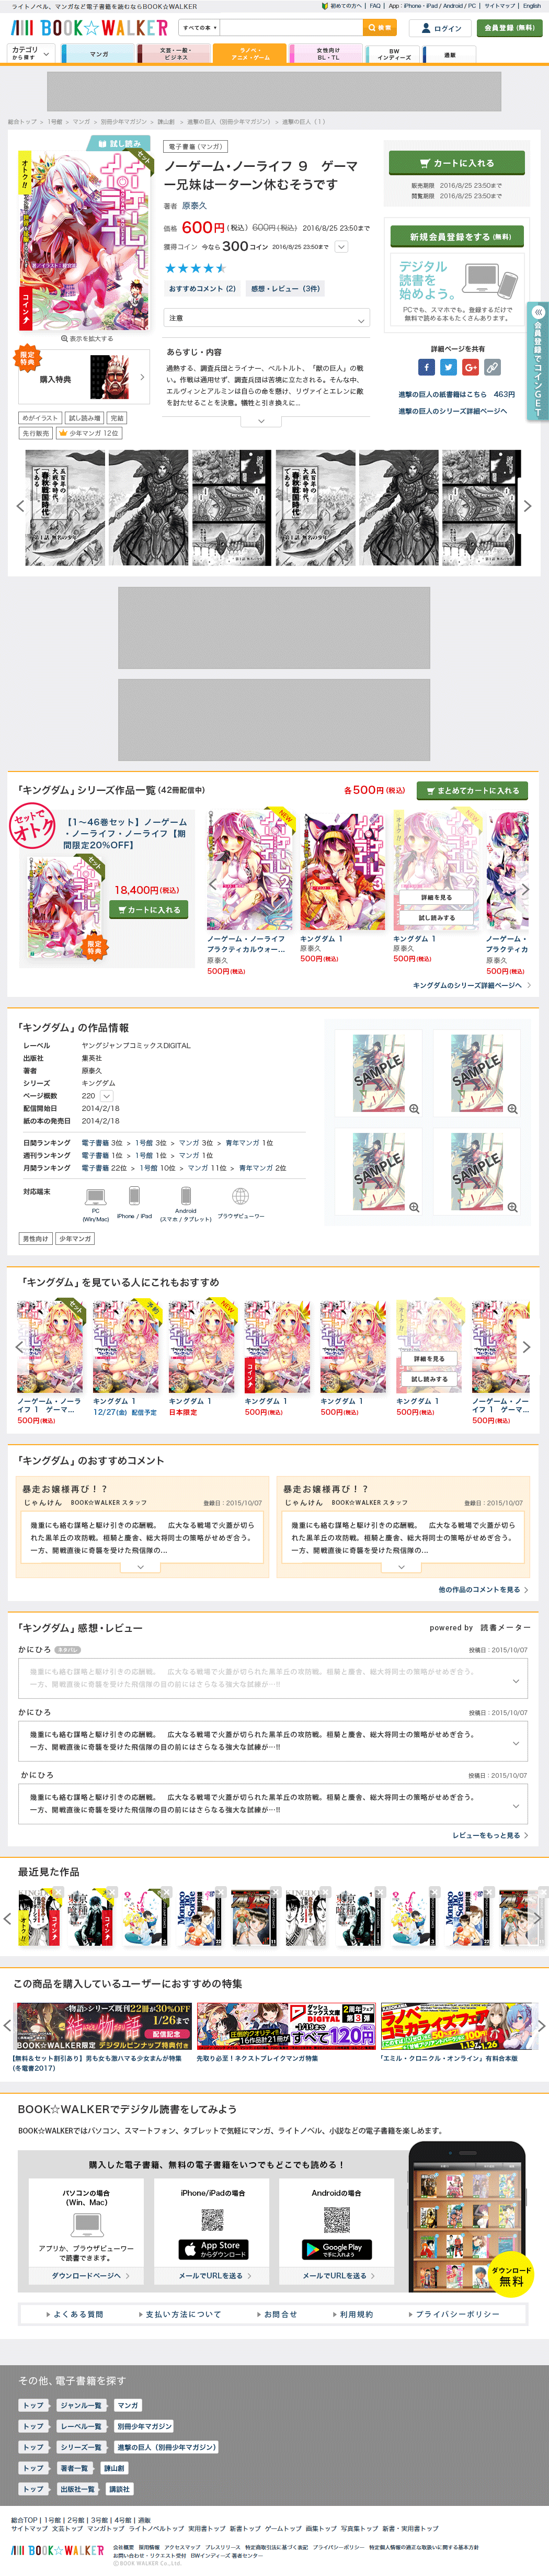 ライトノベル、マンガなど電子書籍を読むならBOOK☆WALKER
初めての方へ | FAQ | App：iPhone・iPad / Android / PC | サイトマップ | English
BOOK☆WALKER
すべての本
検索
ログイン
会員登録 (無料)
カテゴリ
から探す
マンガ
文芸・一般・
ビジネス
ラノベ・
アニメ・ゲーム
女性向け
BL・TL
BW
インディーズ
通販
総合トップ > 1号館 > マンガ > 別冊少年マガジン > 諫山創 > 進撃の巨人（別冊少年マガジン） > 進撃の巨人（1）
試し読み
セット
オトク!!
コインナ
表示を拡大する
限定
特典
購入特典
めがイラスト
試し読み増
完結
先行販売
少年マンガ 12位
電子書籍 (マンガ)
ノーゲーム・ノーライフ 9　ゲーマ
ー兄妹は一ターン休むそうです
著者 原泰久
価格 600円 (税込) 600円(税込) 2016/8/25 23:50まで
獲得コイン 今なら300コイン 2016/8/25 23:50まで
おすすめコメント (2)
感想・レビュー（3件）
注意
あらすじ・内容
過熱する、調査兵団とライナー、ベルトルト、「獣の巨人」の戦
い。作戦は通用せず、調査兵団は苦境に立たされる。そんな中、
エルヴィンとアルミンは自らの命を懸け、リヴァイとエレンに敵
を討たせることを決意。犠牲と引き換えに...
カートに入れる
販売期限　2016/8/25 23:50まで
閲覧期限　2016/8/25 23:50まで
新規会員登録をする (無料)
デジタル
読書を
始めよう。
PCでも、スマホでも。登録するだけで
無料で読める本もたくさんあります。
詳細ページを共有
進撃の巨人の紙書籍はこちら　463円
進撃の巨人のシリーズ詳細ページへ
会員登録でコインGET
「キングダム」シリーズ作品一覧 (42冊配信中)
各500円(税込)
まとめてカートに入れる
セットで
オトク
【1～46巻セット】ノーゲーム
・ノーライフ・ノーライフ【期
間限定20%OFF】
セット
限定
特典
18,400円(税込)
カートに入れる
NEW
ノーゲーム・ノーライフ
プラクティカルウォー...
原泰久
500円(税込)
キングダム 1
原泰久
500円(税込)
NEW
オトク!!
詳細を見る
試し読みする
キングダム 1
原泰久
500円(税込)
ノーゲーム・
プラクティカ
原泰久
500円(税込)
キングダムのシリーズ詳細ページへ
「キングダム」の作品情報
レーベル ヤングジャンプコミックスDIGITAL
出版社 集英社
著者 原泰久
シリーズ キングダム
ページ概数 220
配信開始日 2014/2/18
紙の本の発売日 2014/2/18
日間ランキング 電子書籍 3位 > 1号館 3位 > マンガ 3位 > 青年マンガ 1位
週間ランキング 電子書籍 1位 > 1号館 1位 > マンガ 1位
月間ランキング 電子書籍 22位 > 1号館 10位 > マンガ 11位 > 青年マンガ 2位
対応端末
PC
(Win/Mac)
iPhone / iPad
Android
(スマホ / タブレット)
ブラウザビューワー
男性向け
少年マンガ
SAMPLE
SAMPLE
SAMPLE
SAMPLE
「キングダム」を見ている人にこれもおすすめ
セット
ノーゲーム・ノーラ
イフ 1　ゲーマ...
500円(税込)
予約
キングダム 1
12/27(金) 配信予定
NEW
キングダム 1
日本限定
コインナ
キングダム 1
500円(税込)
キングダム 1
500円(税込)
NEW
オトク!!
詳細を見る
試し読みする
キングダム 1
500円(税込)
ノーゲーム・ノー
イフ 1　ゲーマ...
500円(税込)
「キングダム」のおすすめコメント
暴走お嬢様再び！？
じゃんけん　BOOK☆WALKER スタッフ
登録日：2015/10/07
幾重にも絡む謀略と駆け引きの応酬戦。　広大なる戦場で火蓋が切ら
れた黒羊丘の攻防戦。桓騎と慶舎、総大将同士の策略がせめぎ合う。
一方、開戦直後に奇襲を受けた飛信隊の...
暴走お嬢様再び！？
じゃんけん　BOOK☆WALKER スタッフ
登録日：2015/10/07
幾重にも絡む謀略と駆け引きの応酬戦。　広大なる戦場で火蓋が切ら
れた黒羊丘の攻防戦。桓騎と慶舎、総大将同士の策略がせめぎ合う。
一方、開戦直後に奇襲を受けた飛信隊の...
他の作品のコメントを見る
「キングダム」感想・レビュー
powered by　読書メーター
かにひろ ネタバレ
投稿日：2015/10/07
幾重にも絡む謀略と駆け引きの応酬戦。　広大なる戦場で火蓋が切られた黒羊丘の攻防戦。桓騎と慶舎、総大将同士の策略がせめぎ合う。
一方、開戦直後に奇襲を受けた飛信隊の目の前にはさらなる強大な試練が…!!
かにひろ
投稿日：2015/10/07
幾重にも絡む謀略と駆け引きの応酬戦。　広大なる戦場で火蓋が切られた黒羊丘の攻防戦。桓騎と慶舎、総大将同士の策略がせめぎ合う。
一方、開戦直後に奇襲を受けた飛信隊の目の前にはさらなる強大な試練が…!!
かにひろ
投稿日：2015/10/07
幾重にも絡む謀略と駆け引きの応酬戦。　広大なる戦場で火蓋が切られた黒羊丘の攻防戦。桓騎と慶舎、総大将同士の策略がせめぎ合う。
一方、開戦直後に奇襲を受けた飛信隊の目の前にはさらなる強大な試練が…!!
レビューをもっと見る
最近見た作品
この商品を購入しているユーザーにおすすめの特集
《物語》シリーズ既刊22冊が30%OFF
結物語
1/26まで
配信記念
BOOK☆WALKER限定 デジタルピンナップ特典付き
【無料＆セット割引あり】男も女も激ハマる少女まんが特集
(冬電書2017)
ダッシュエックス文庫
DIGITAL
2周年フェア
第3弾
すべて120円
先取り必至！ネクストブレイクマンガ特集
ラノベ
コミカライズフェア
「エミル・クロニクル・オンライン」有料合本版
BOOK☆WALKERでデジタル読書をしてみよう
BOOK☆WALKERではパソコン、スマートフォン、タブレットで気軽にマンガ、ライトノベル、小説などの電子書籍を楽しめます。
購入した電子書籍、無料の電子書籍をいつでもどこでも読める！
パソコンの場合
(Win、Mac)
アプリか、ブラウザビューワー
で読書できます。
ダウンロードページへ
iPhone/iPadの場合
App Store
からダウンロード
メールでURLを送る
Androidの場合
Google Play
で手に入れよう
メールでURLを送る
ダウンロード
無料
よくある質問
支払い方法について
お問合せ
利用規約
プライバシーポリシー
その他、電子書籍を探す
トップ ジャンル一覧 マンガ
トップ レーベル一覧 別冊少年マガジン
トップ シリーズ一覧 進撃の巨人（別冊少年マガジン）
トップ 著者一覧 諫山創
トップ 出版社一覧 講談社
総合TOP | 1号館 | 2号館 | 3号館 | 4号館 | 通販
サイトマップ 文芸トップ マンガトップ ライトノベルトップ 実用書トップ 新書トップ ゲームトップ 画集トップ 写真集トップ 新書・実用書トップ
BOOK☆WALKER
会社概要 採用情報 アクセスマップ プレスリリース 特定商取引法に基づく表記 プライバシーポリシー 特定個人情報の適正な取扱いに関する基本方針
お問い合わせ・リクエスト受付 BWインディーズ 著者センター
©BOOK WALKER Co.,Ltd.